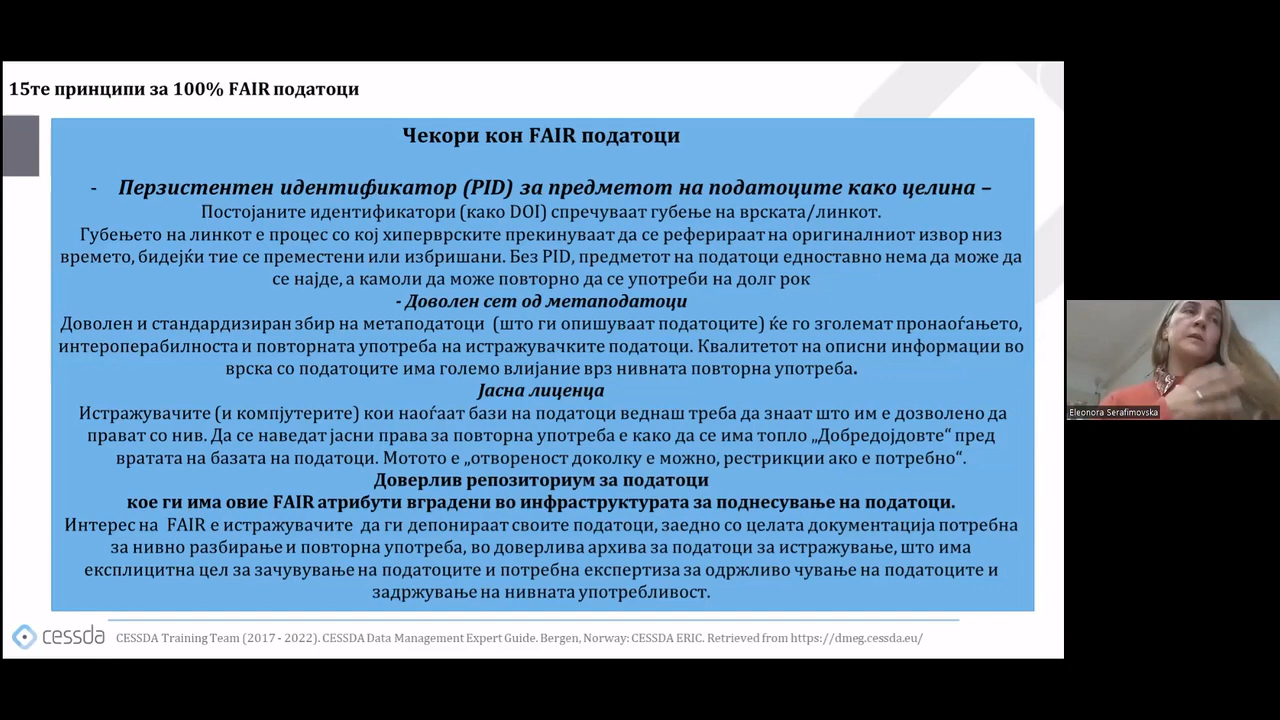 15те принципи за 100% FAIR податоци
Чекори кон FAIR податоци
- Перзистентен идентификатор (PID) за предметот на податоците како целина –
Постојаните идентификатори (како DOI) спречуваат губење на врската/линкот.
Губењето на линкот е процес со кој хиперврските прекинуваат да се реферираат на оригиналниот извор низ
времето, бидејќи тие се преместени или избришани. Без PID, предметот на податоци едноставно нема да може да
се најде, а камоли да може повторно да се употреби на долг рок
- Доволен сет од метаподатоци
Доволен и стандардизиран збир на метаподатоци (што ги опишуваат податоците) ќе го зголемат пронаоѓањето,
интероперабилноста и повторната употреба на истражувачките податоци. Квалитетот на описни информации во
врска со податоците има големо влијание врз нивната повторна употреба.
Јасна лиценца
Истражувачите (и компјутерите) кои наоѓаат бази на податоци веднаш треба да знаат што им е дозволено да
прават со нив. Да се наведат јасни права за повторна употреба е како да се има топло „Добредојдовте“ пред
вратата на базата на податоци. Мотото е „отвореност доколку е можно, рестрикции ако е потребно“.
Доверлив репозиториум за податоци
кое ги има овие FAIR атрибути вградени во инфраструктурата за поднесување на податоци.
Интерес на FAIR е истражувачите да ги депонираат своите податоци, заедно со целата документација потребна
за нивно разбирање и повторна употреба, во доверлива архива за податоци за истражување, што има
експлицитна цел за зачувување на податоците и потребна експертиза за одржливо чување на податоците и
задржување на нивната употребливост.
cessda
CESSDA Training Team (2017 - 2022). CESSDA Data Management Expert Guide. Bergen, Norway: CESSDA ERIC. Retrieved from https://dmeg.cessda.eu/
Eleonora Serafimovska